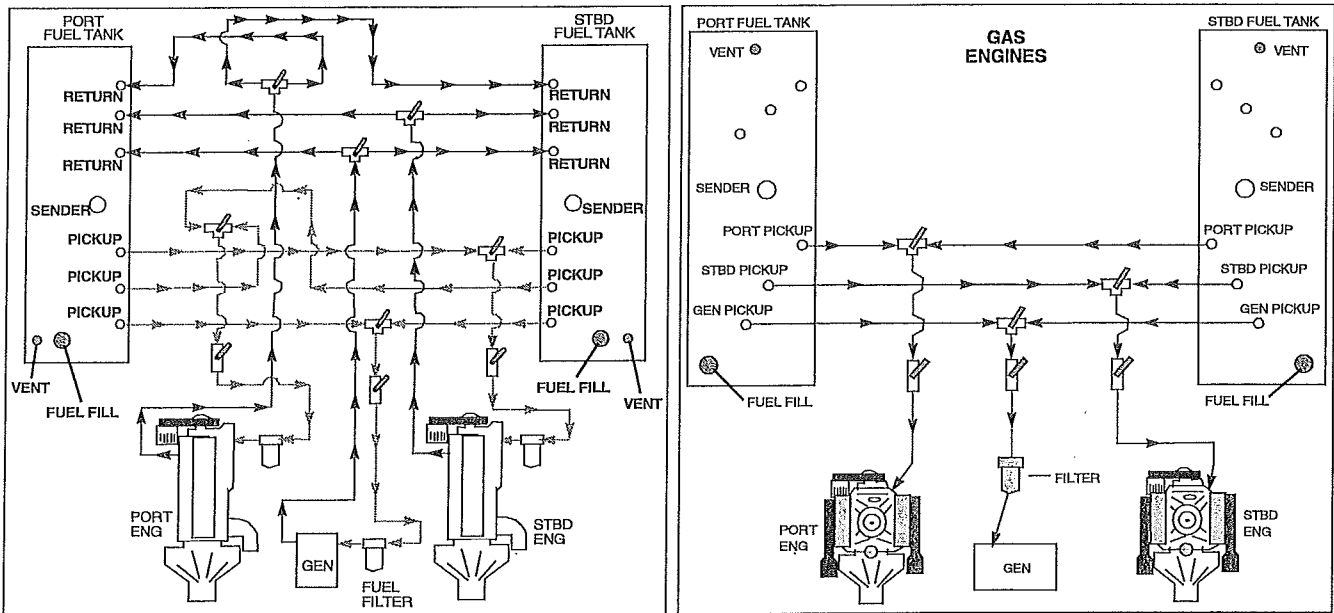 PORT
FUEL TANK
STBD
FUEL TANK
RETURN
RETURN
RETURN
RETURN
RETURN
RETURN
SENDER
SENDER
PICKUP
PICKUP
PICKUP
PICKUP
PICKUP
PICKUP
VENT
FUEL FILL
FUEL FILL
VENT
PORT
ENG
GEN
FUEL
FILTER
STBD
ENG
PORT FUEL TANK
STBD FUEL TANK
GAS
ENGINES
VENT
VENT
SENDER
SENDER
PORT PICKUP
PORT PICKUP
STBD PICKUP
STBD PICKUP
GEN PICKUP
GEN PICKUP
FUEL FILL
FUEL FILL
FILTER
PORT
ENG
GEN
STBD
ENG